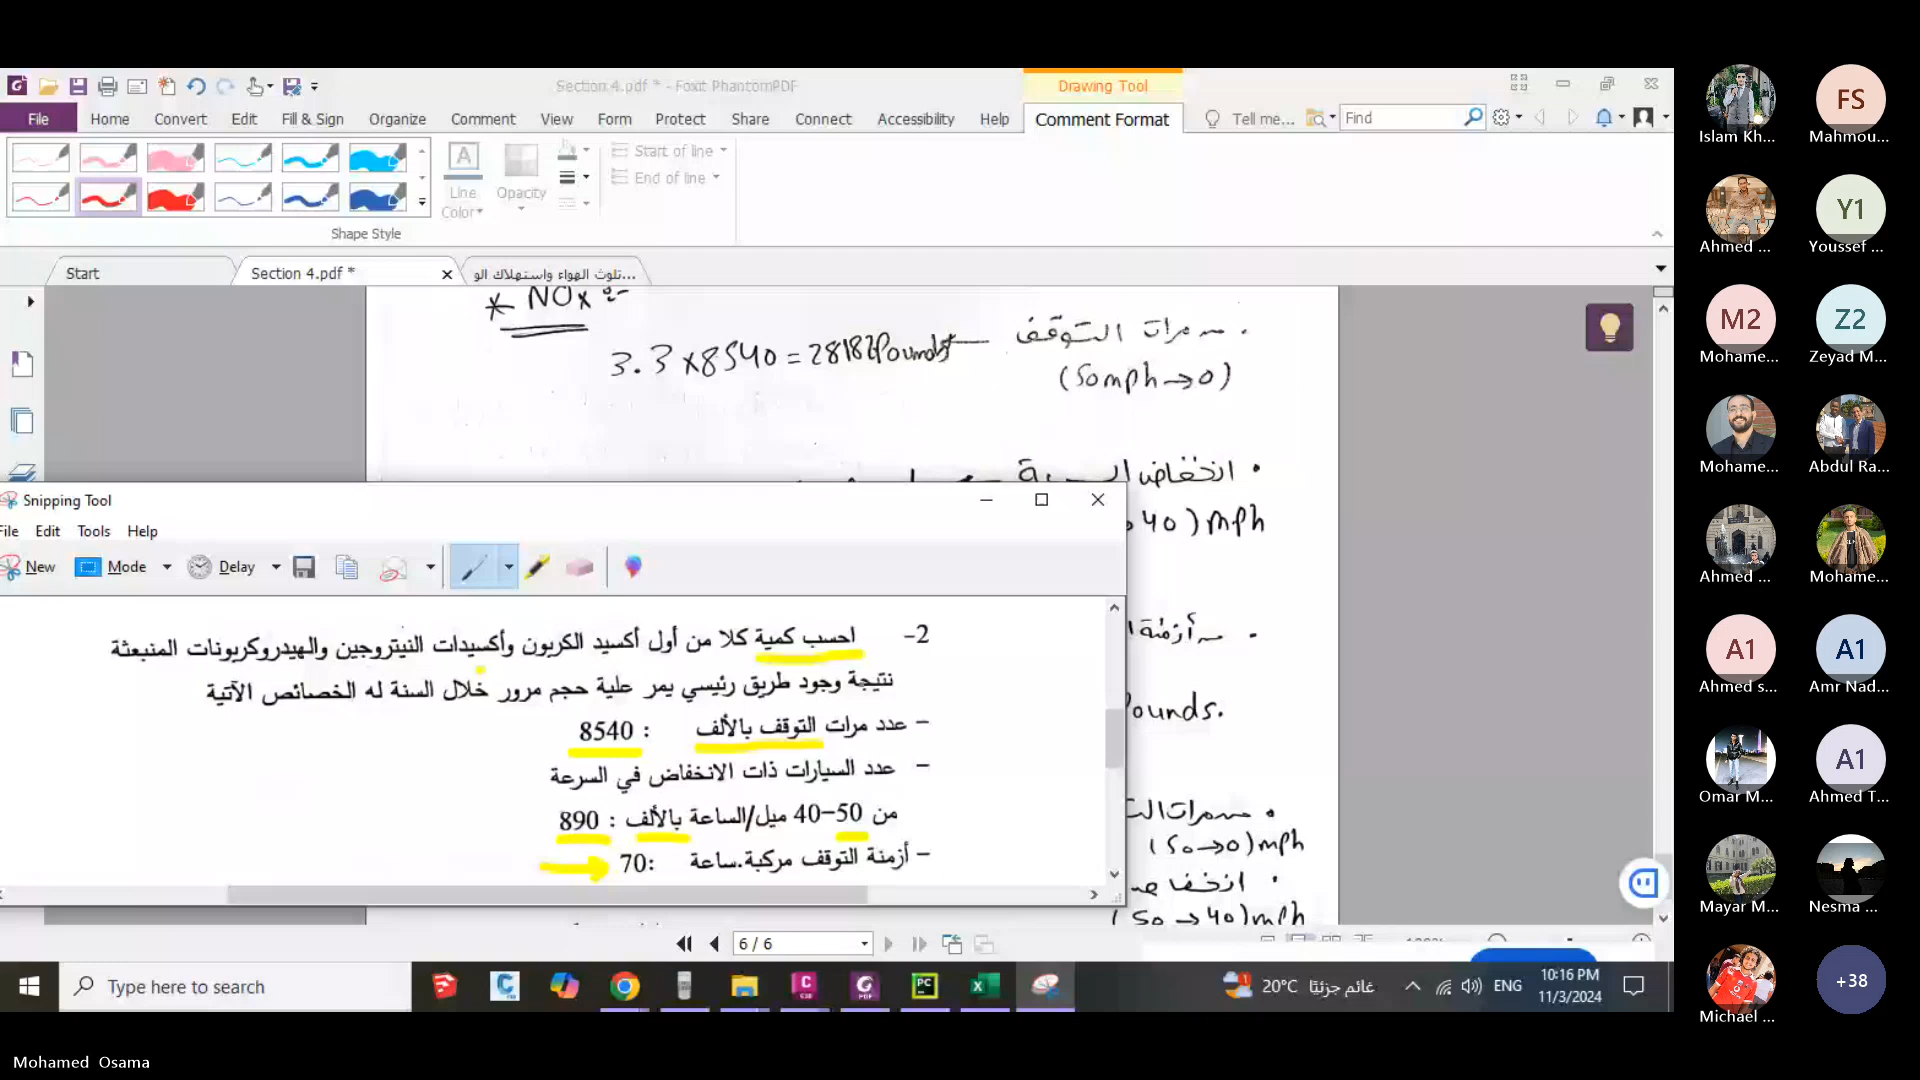 Section 4.pdf * - Foxit PhantomPDF
Drawing Tool
File Home Convert Edit Fill & Sign Organize Comment View Form Protect Share Connect Accessibility Help Comment Format Tell me... Find
Start of line
End of line
Line Color
Opacity
Shape Style
Start
Section 4.pdf *
تلوث الهواء واستهلاك الو...
* NOx :-
3.3 x 8540 = 28182 Pounds
مرات التوقف
(50mph → 0)
• انخفاض السرعة
40) mph
أزمنة ا
Pounds.
(50→0) mph
(50 → 40) mph
Snipping Tool
File Edit Tools Help
New Mode Delay
2- احسب كمية كلا من أول أكسيد الكربون وأكسيدات النيتروجين والهيدروكربونات المنبعثة
نتيجة وجود طريق رئيسي يمر علية حجم مرور خلال السنة له الخصائص الآتية
- عدد مرات التوقف بالألف : 8540
- عدد السيارات ذات الانخفاض في السرعة
من 50-40 ميل/الساعة بالألف : 890
- أزمنة التوقف مركبة.ساعة :70
6 / 6
Type here to search
20°C غائم جزئيًا
ENG
10:16 PM
11/3/2024
Islam Kh...
FS
Mahmou...
Ahmed ...
Y1
Youssef ...
M2
Mohame...
Z2
Zeyad M...
Mohame...
Abdul Ra...
Ahmed ...
Mohame...
A1
Ahmed s...
A1
Amr Nad...
Omar M...
A1
Ahmed T...
Mayar M...
Nesma ...
Michael ...
+38
Mohamed Osama